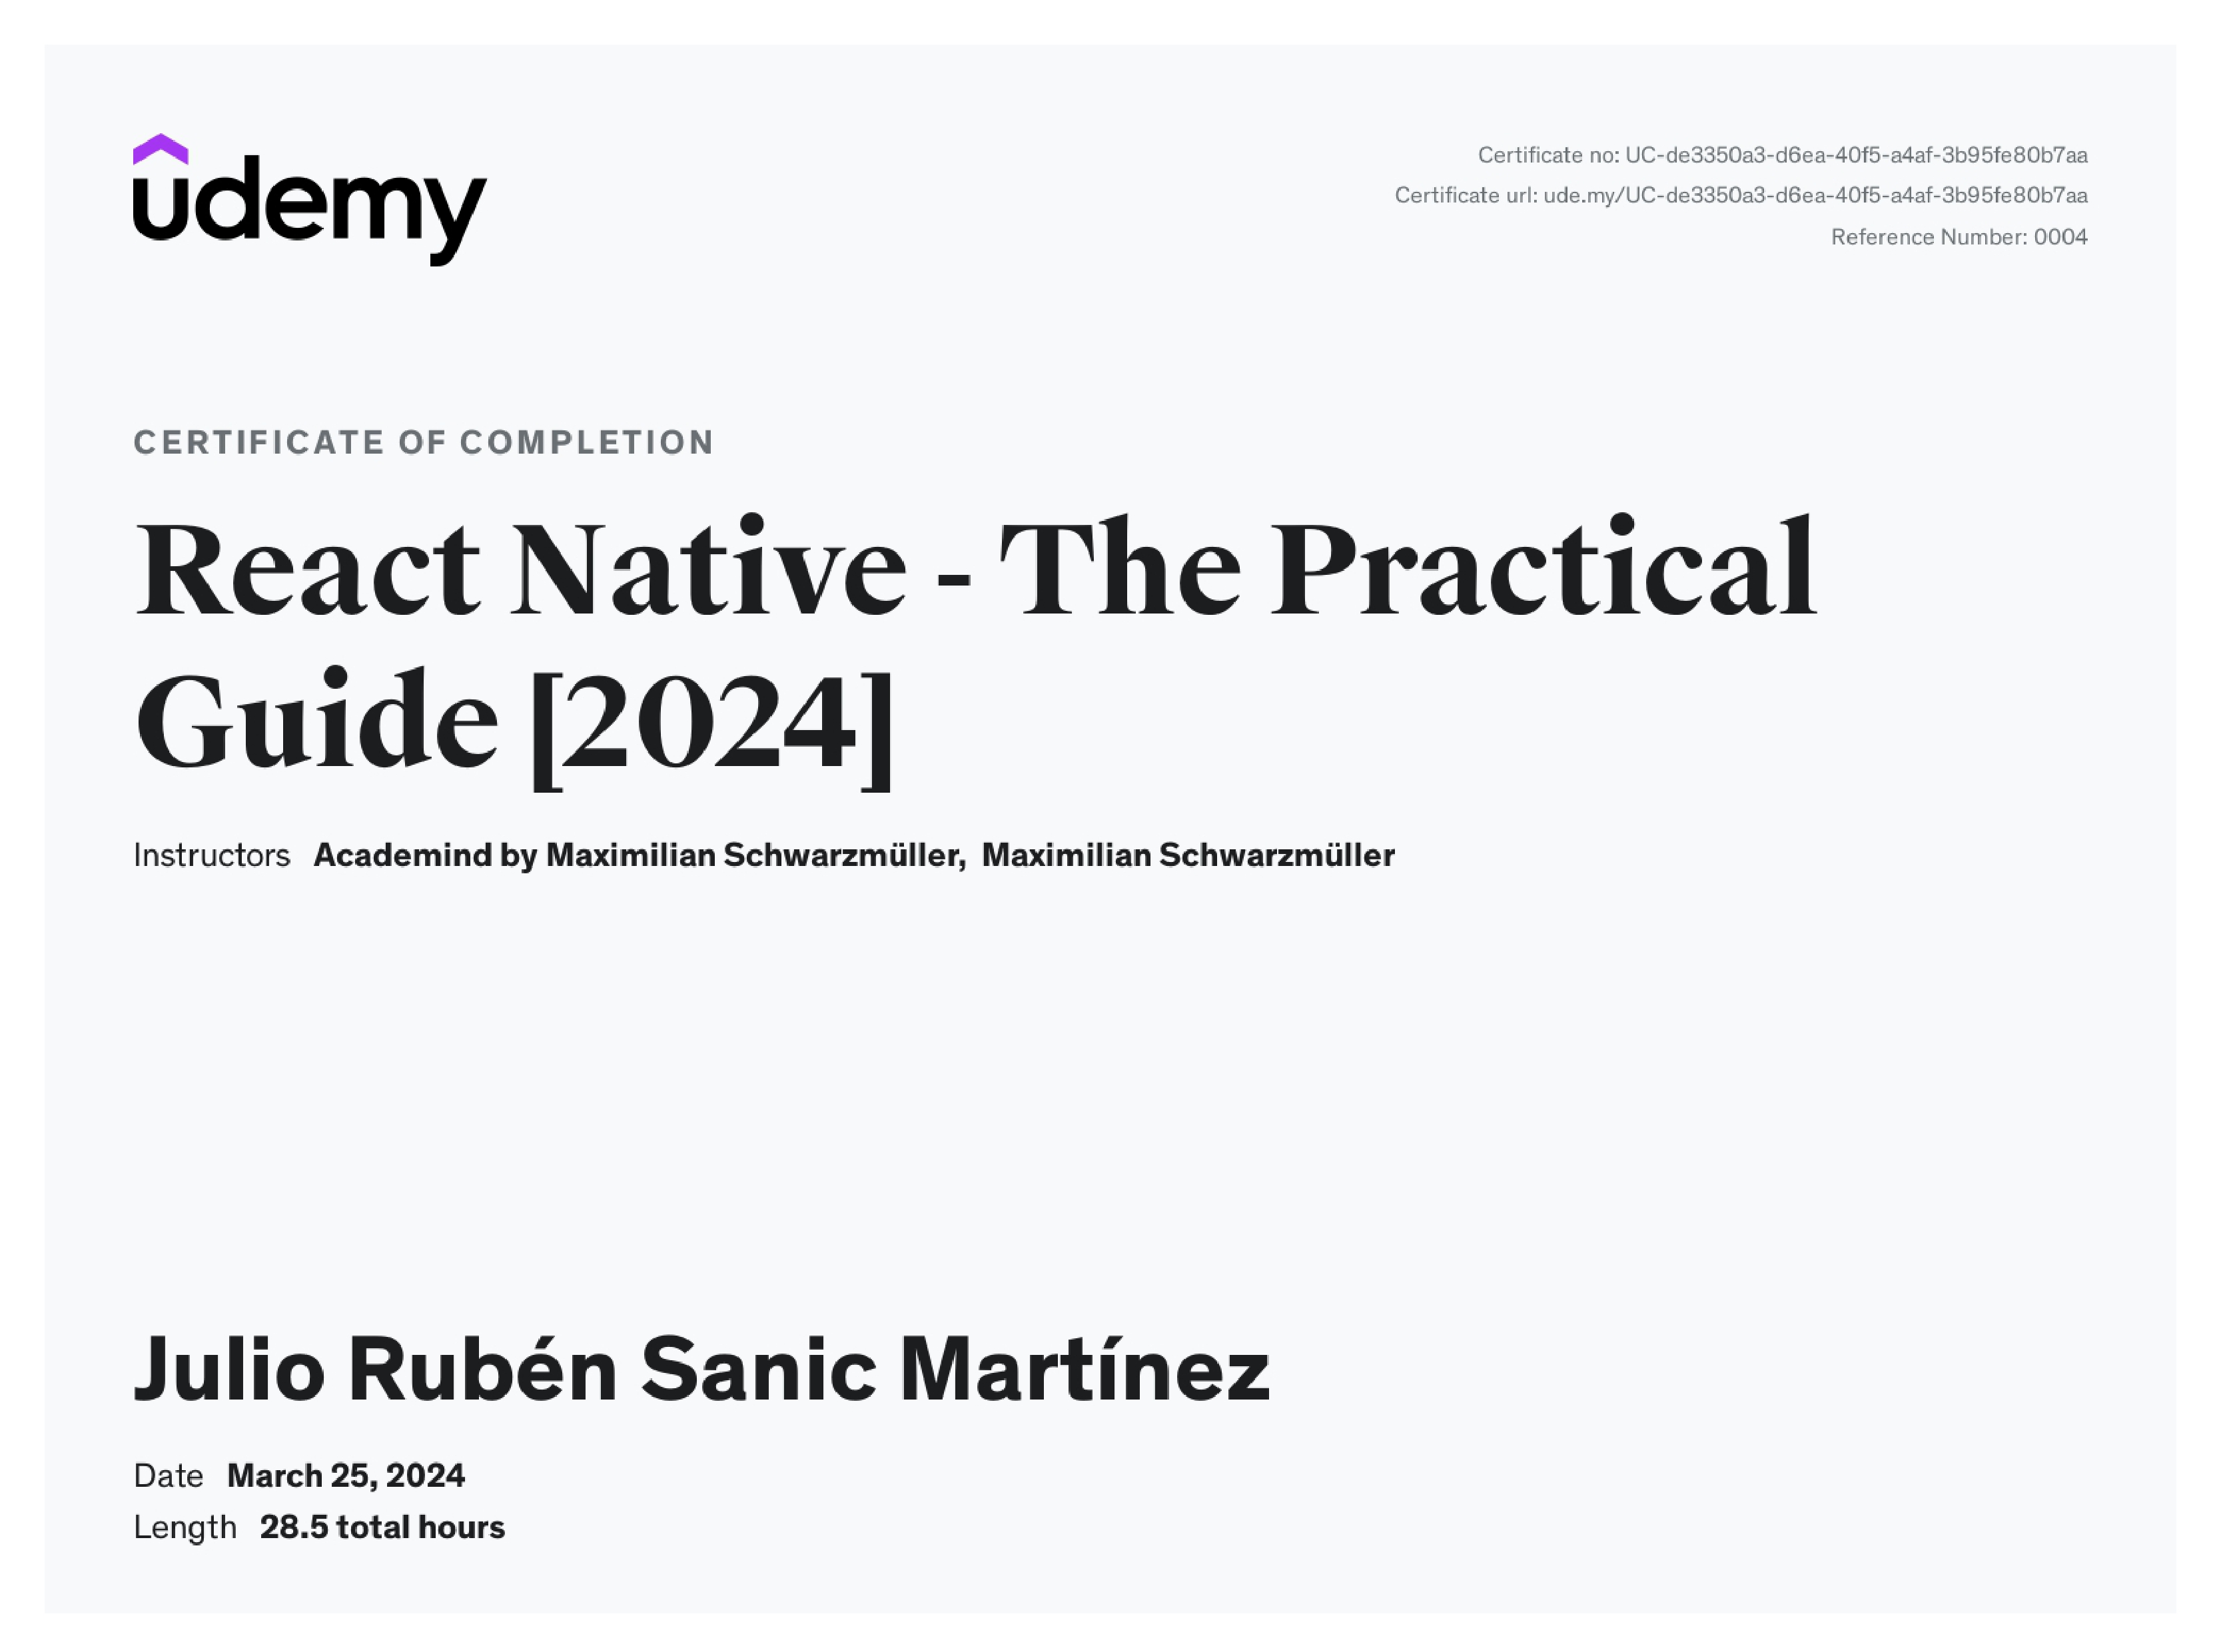 udemy
Certificate no: UC-de3350a3-d6ea-40f5-a4af-3b95fe80b7aa
Certificate url: ude.my/UC-de3350a3-d6ea-40f5-a4af-3b95fe80b7aa
Reference Number: 0004
CERTIFICATE OF COMPLETION
React Native - The Practical
Guide [2024]
Instructors Academind by Maximilian Schwarzmüller, Maximilian Schwarzmüller
Julio Rubén Sanic Martínez
Date March 25, 2024
Length 28.5 total hours